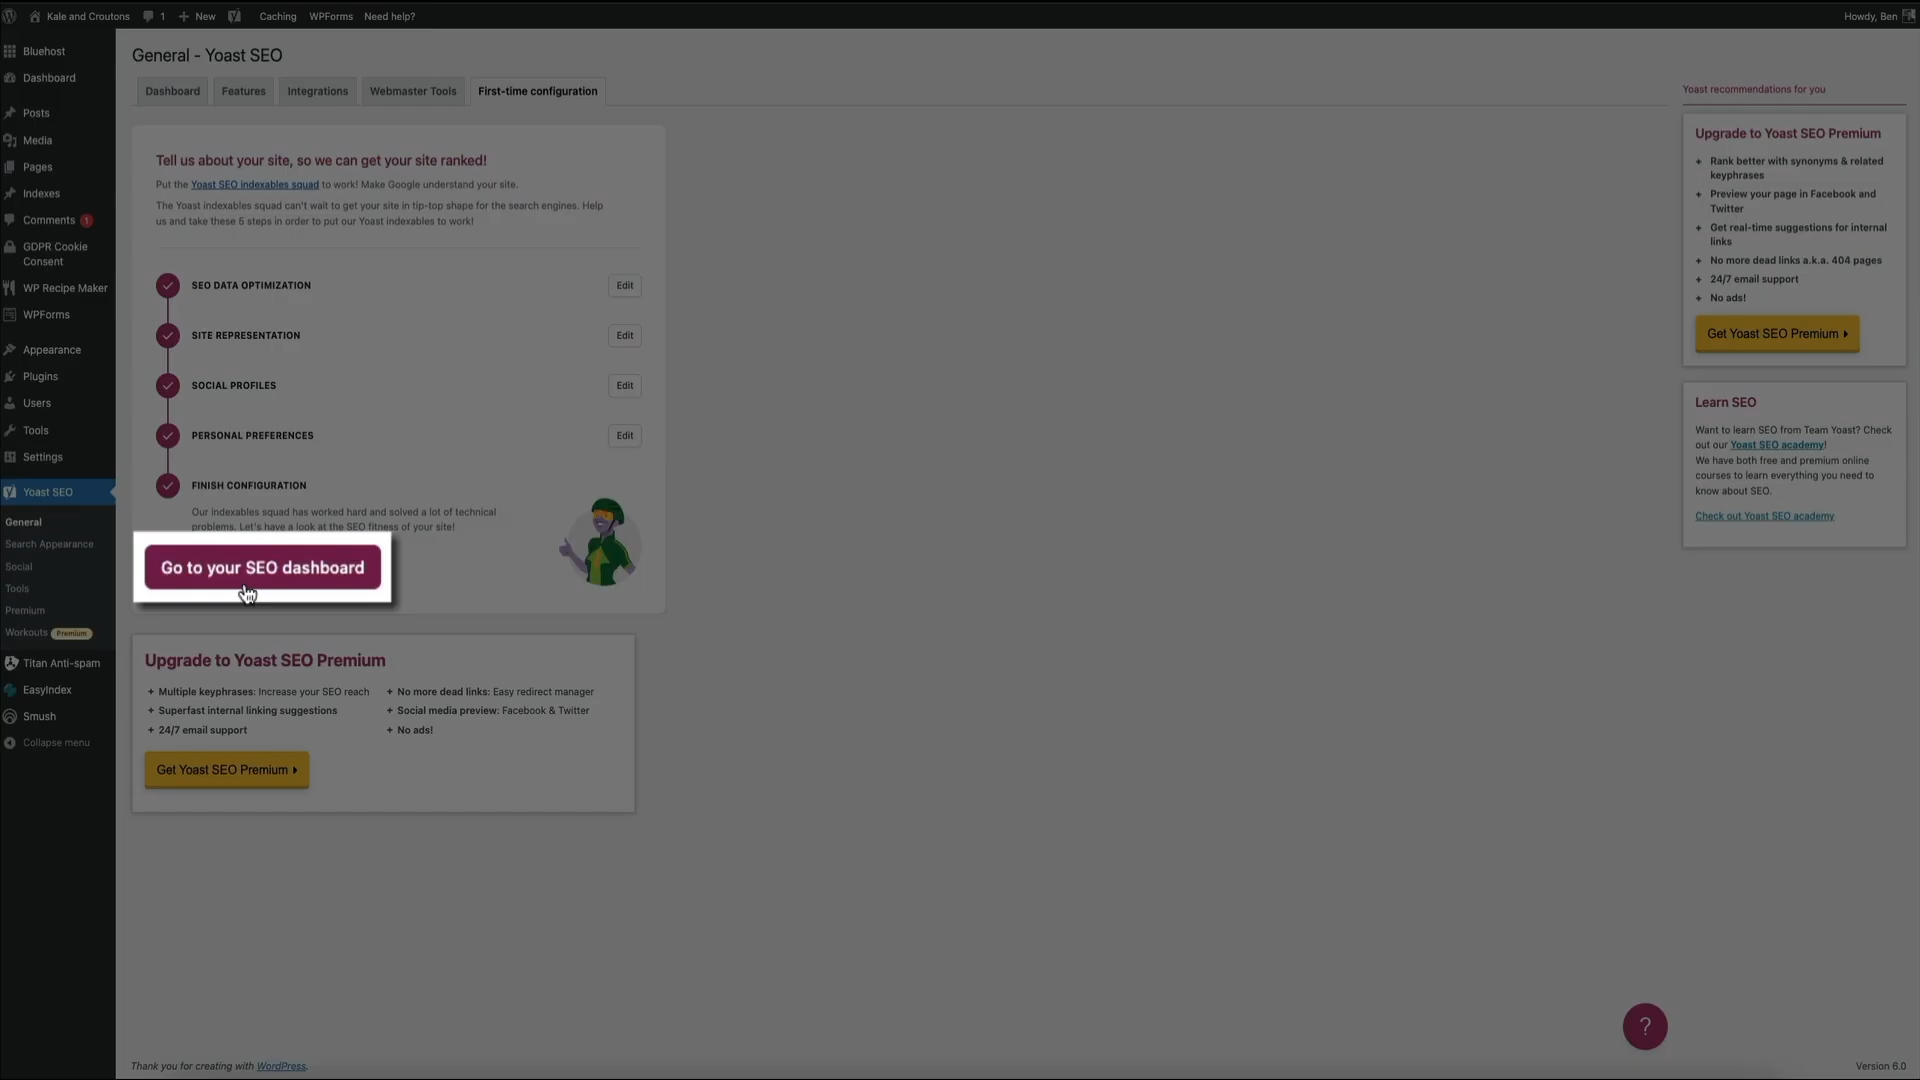 Kale and Croutons 1 New Caching WPForms Need help? Howdy, Ben
Bluehost
Dashboard
Posts
Media
Pages
Indexes
Comments 1
GDPR Cookie
Consent
WP Recipe Maker
WPForms
Appearance
Plugins
Users
Tools
Settings
Yoast SEO
General
Search Appearance
Social
Tools
Premium
Workouts Premium
Titan Anti-spam
EasyIndex
Smush
Collapse menu
General - Yoast SEO
Dashboard Features Integrations Webmaster Tools First-time configuration
Tell us about your site, so we can get your site ranked!
Put the Yoast SEO indexables squad to work! Make Google understand your site.
The Yoast indexables squad can't wait to get your site in tip-top shape for the search engines. Help
us and take these 5 steps in order to put our Yoast indexables to work!
SEO DATA OPTIMIZATION Edit
SITE REPRESENTATION Edit
SOCIAL PROFILES Edit
PERSONAL PREFERENCES Edit
FINISH CONFIGURATION
Our indexables squad has worked hard and solved a lot of technical
problems. Let's have a look at the SEO fitness of your site!
Go to your SEO dashboard
Upgrade to Yoast SEO Premium
+ Multiple keyphrases: Increase your SEO reach
+ Superfast internal linking suggestions
+ 24/7 email support
+ No more dead links: Easy redirect manager
+ Social media preview: Facebook & Twitter
+ No ads!
Get Yoast SEO Premium
Yoast recommendations for you
Upgrade to Yoast SEO Premium
+ Rank better with synonyms & related
keyphrases
+ Preview your page in Facebook and
Twitter
+ Get real-time suggestions for internal
links
+ No more dead links a.k.a. 404 pages
+ 24/7 email support
+ No ads!
Get Yoast SEO Premium
Learn SEO
Want to learn SEO from Team Yoast? Check
out our Yoast SEO academy!
We have both free and premium online
courses to learn everything you need to
know about SEO.
Check out Yoast SEO academy
?
Thank you for creating with WordPress.
Version 6.0